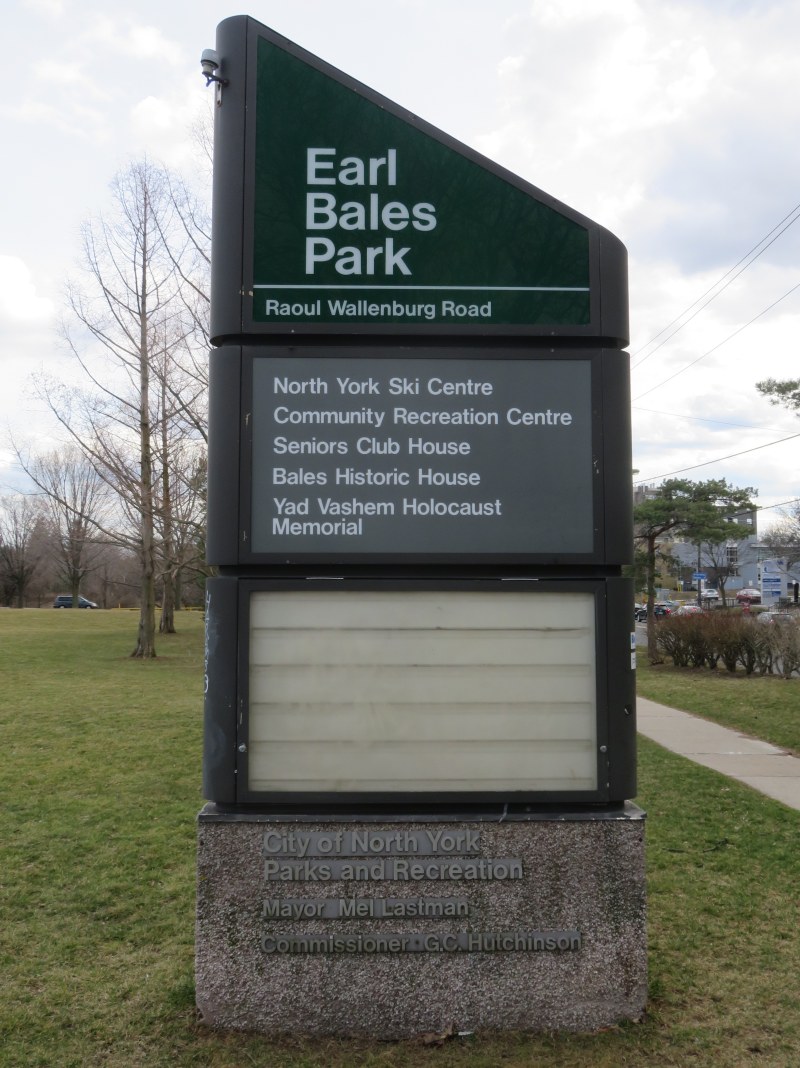 Earl
Bales
Park
Raoul Wallenburg Road
North York Ski Centre
Community Recreation Centre
Seniors Club House
Bales Historic House
Yad Vashem Holocaust
Memorial
City of North York
Parks and Recreation
Mayor Mel Lastman
Commissioner · G.C. Hutchinson